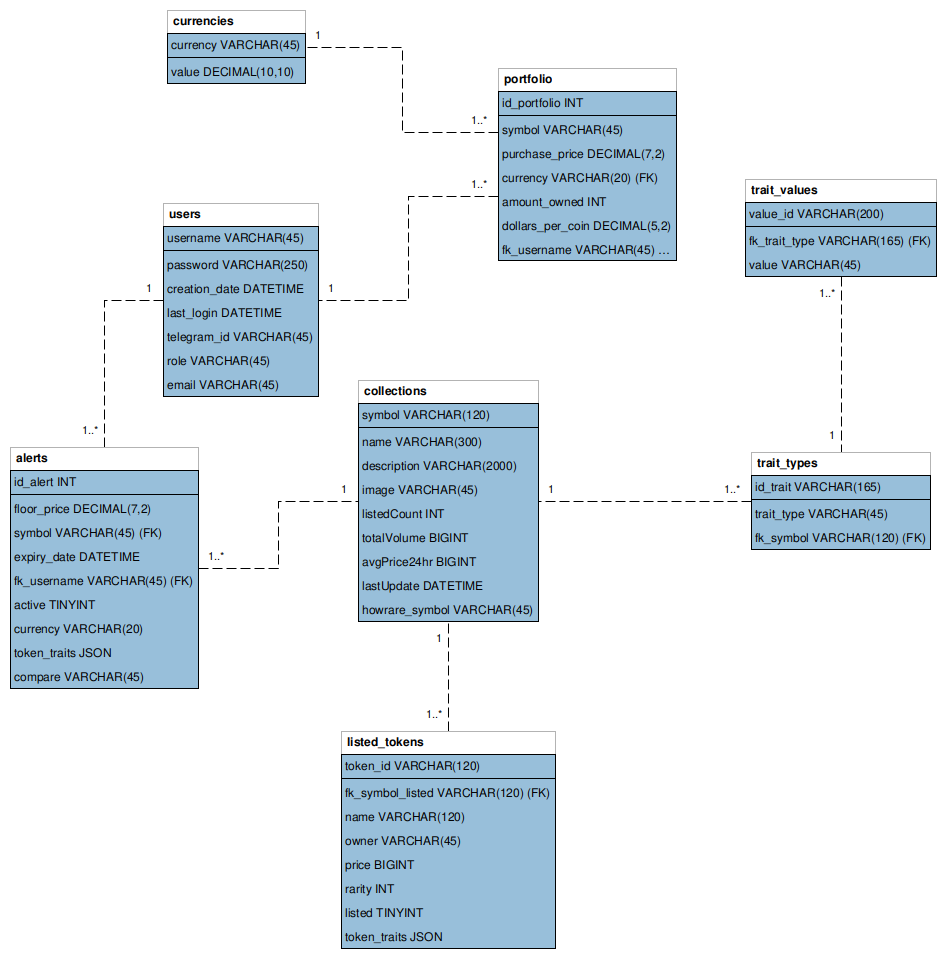 currencies
currency VARCHAR(45)
value DECIMAL(10,10)
1
1..*
portfolio
id_portfolio INT
symbol VARCHAR(45)
purchase_price DECIMAL(7,2)
currency VARCHAR(20) (FK)
amount_owned INT
dollars_per_coin DECIMAL(5,2)
fk_username VARCHAR(45) ...
1..*
users
username VARCHAR(45)
password VARCHAR(250)
creation_date DATETIME
last_login DATETIME
telegram_id VARCHAR(45)
role VARCHAR(45)
email VARCHAR(45)
1
1
1..*
trait_values
value_id VARCHAR(200)
fk_trait_type VARCHAR(165) (FK)
value VARCHAR(45)
1..*
1
collections
symbol VARCHAR(120)
name VARCHAR(300)
description VARCHAR(2000)
image VARCHAR(45)
listedCount INT
totalVolume BIGINT
avgPrice24hr BIGINT
lastUpdate DATETIME
howrare_symbol VARCHAR(45)
1
1
1..*
1..*
trait_types
id_trait VARCHAR(165)
trait_type VARCHAR(45)
fk_symbol VARCHAR(120) (FK)
alerts
id_alert INT
floor_price DECIMAL(7,2)
symbol VARCHAR(45) (FK)
expiry_date DATETIME
fk_username VARCHAR(45) (FK)
active TINYINT
currency VARCHAR(20)
token_traits JSON
compare VARCHAR(45)
1
1..*
listed_tokens
token_id VARCHAR(120)
fk_symbol_listed VARCHAR(120) (FK)
name VARCHAR(120)
owner VARCHAR(45)
price BIGINT
rarity INT
listed TINYINT
token_traits JSON